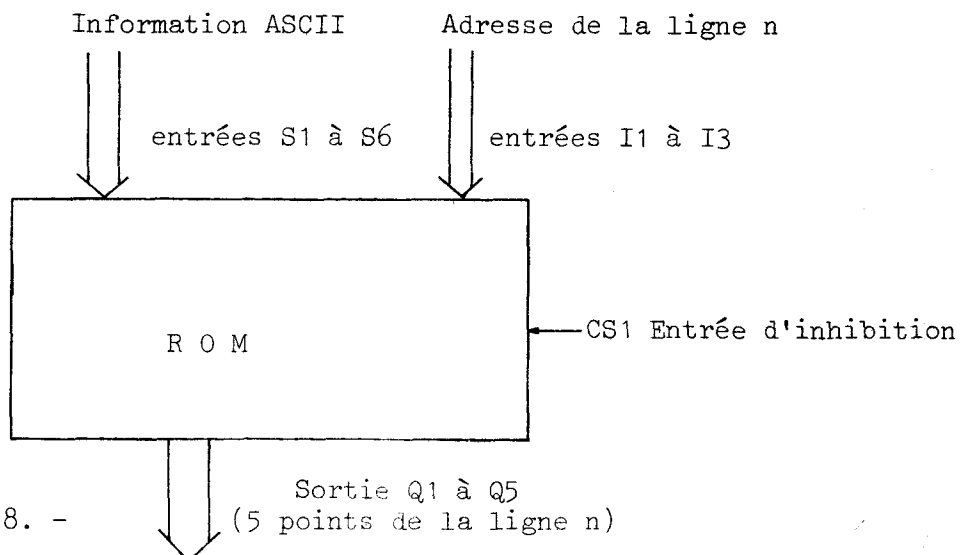 Information ASCII
Adresse de la ligne n
entrées S1 à S6
entrées I1 à I3
R O M
CS1 Entrée d'inhibition
Sortie Q1 à Q5
8. -
(5 points de la ligne n)